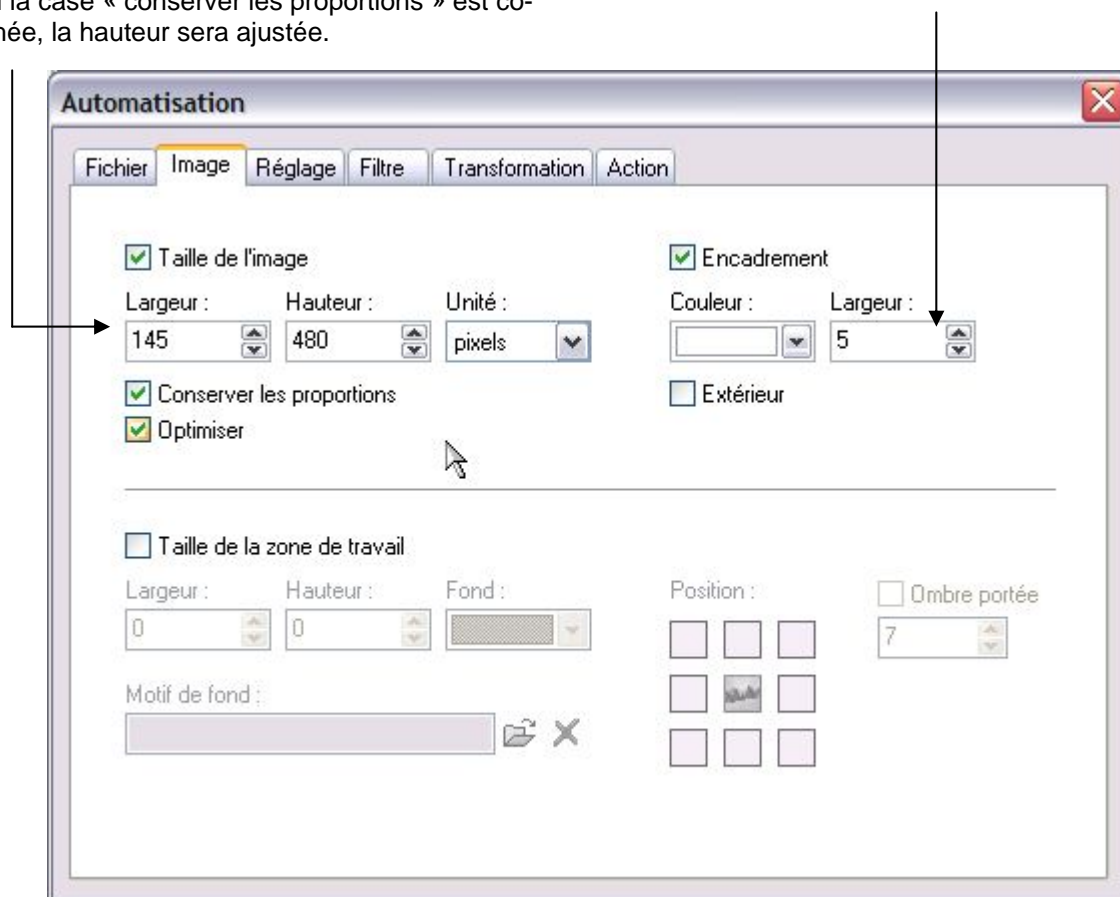 la case « conserver les proportions » est co-
née, la hauteur sera ajustée.
Automatisation
Fichier Image Réglage Filtre Transformation Action
Taille de l'image Encadrement
Largeur : Hauteur : Unité : Couleur : Largeur :
145 480 pixels 5
Conserver les proportions Extérieur
Optimiser
Taille de la zone de travail
Largeur : Hauteur : Fond : Position : Ombre portée
0 0 7
Motif de fond :